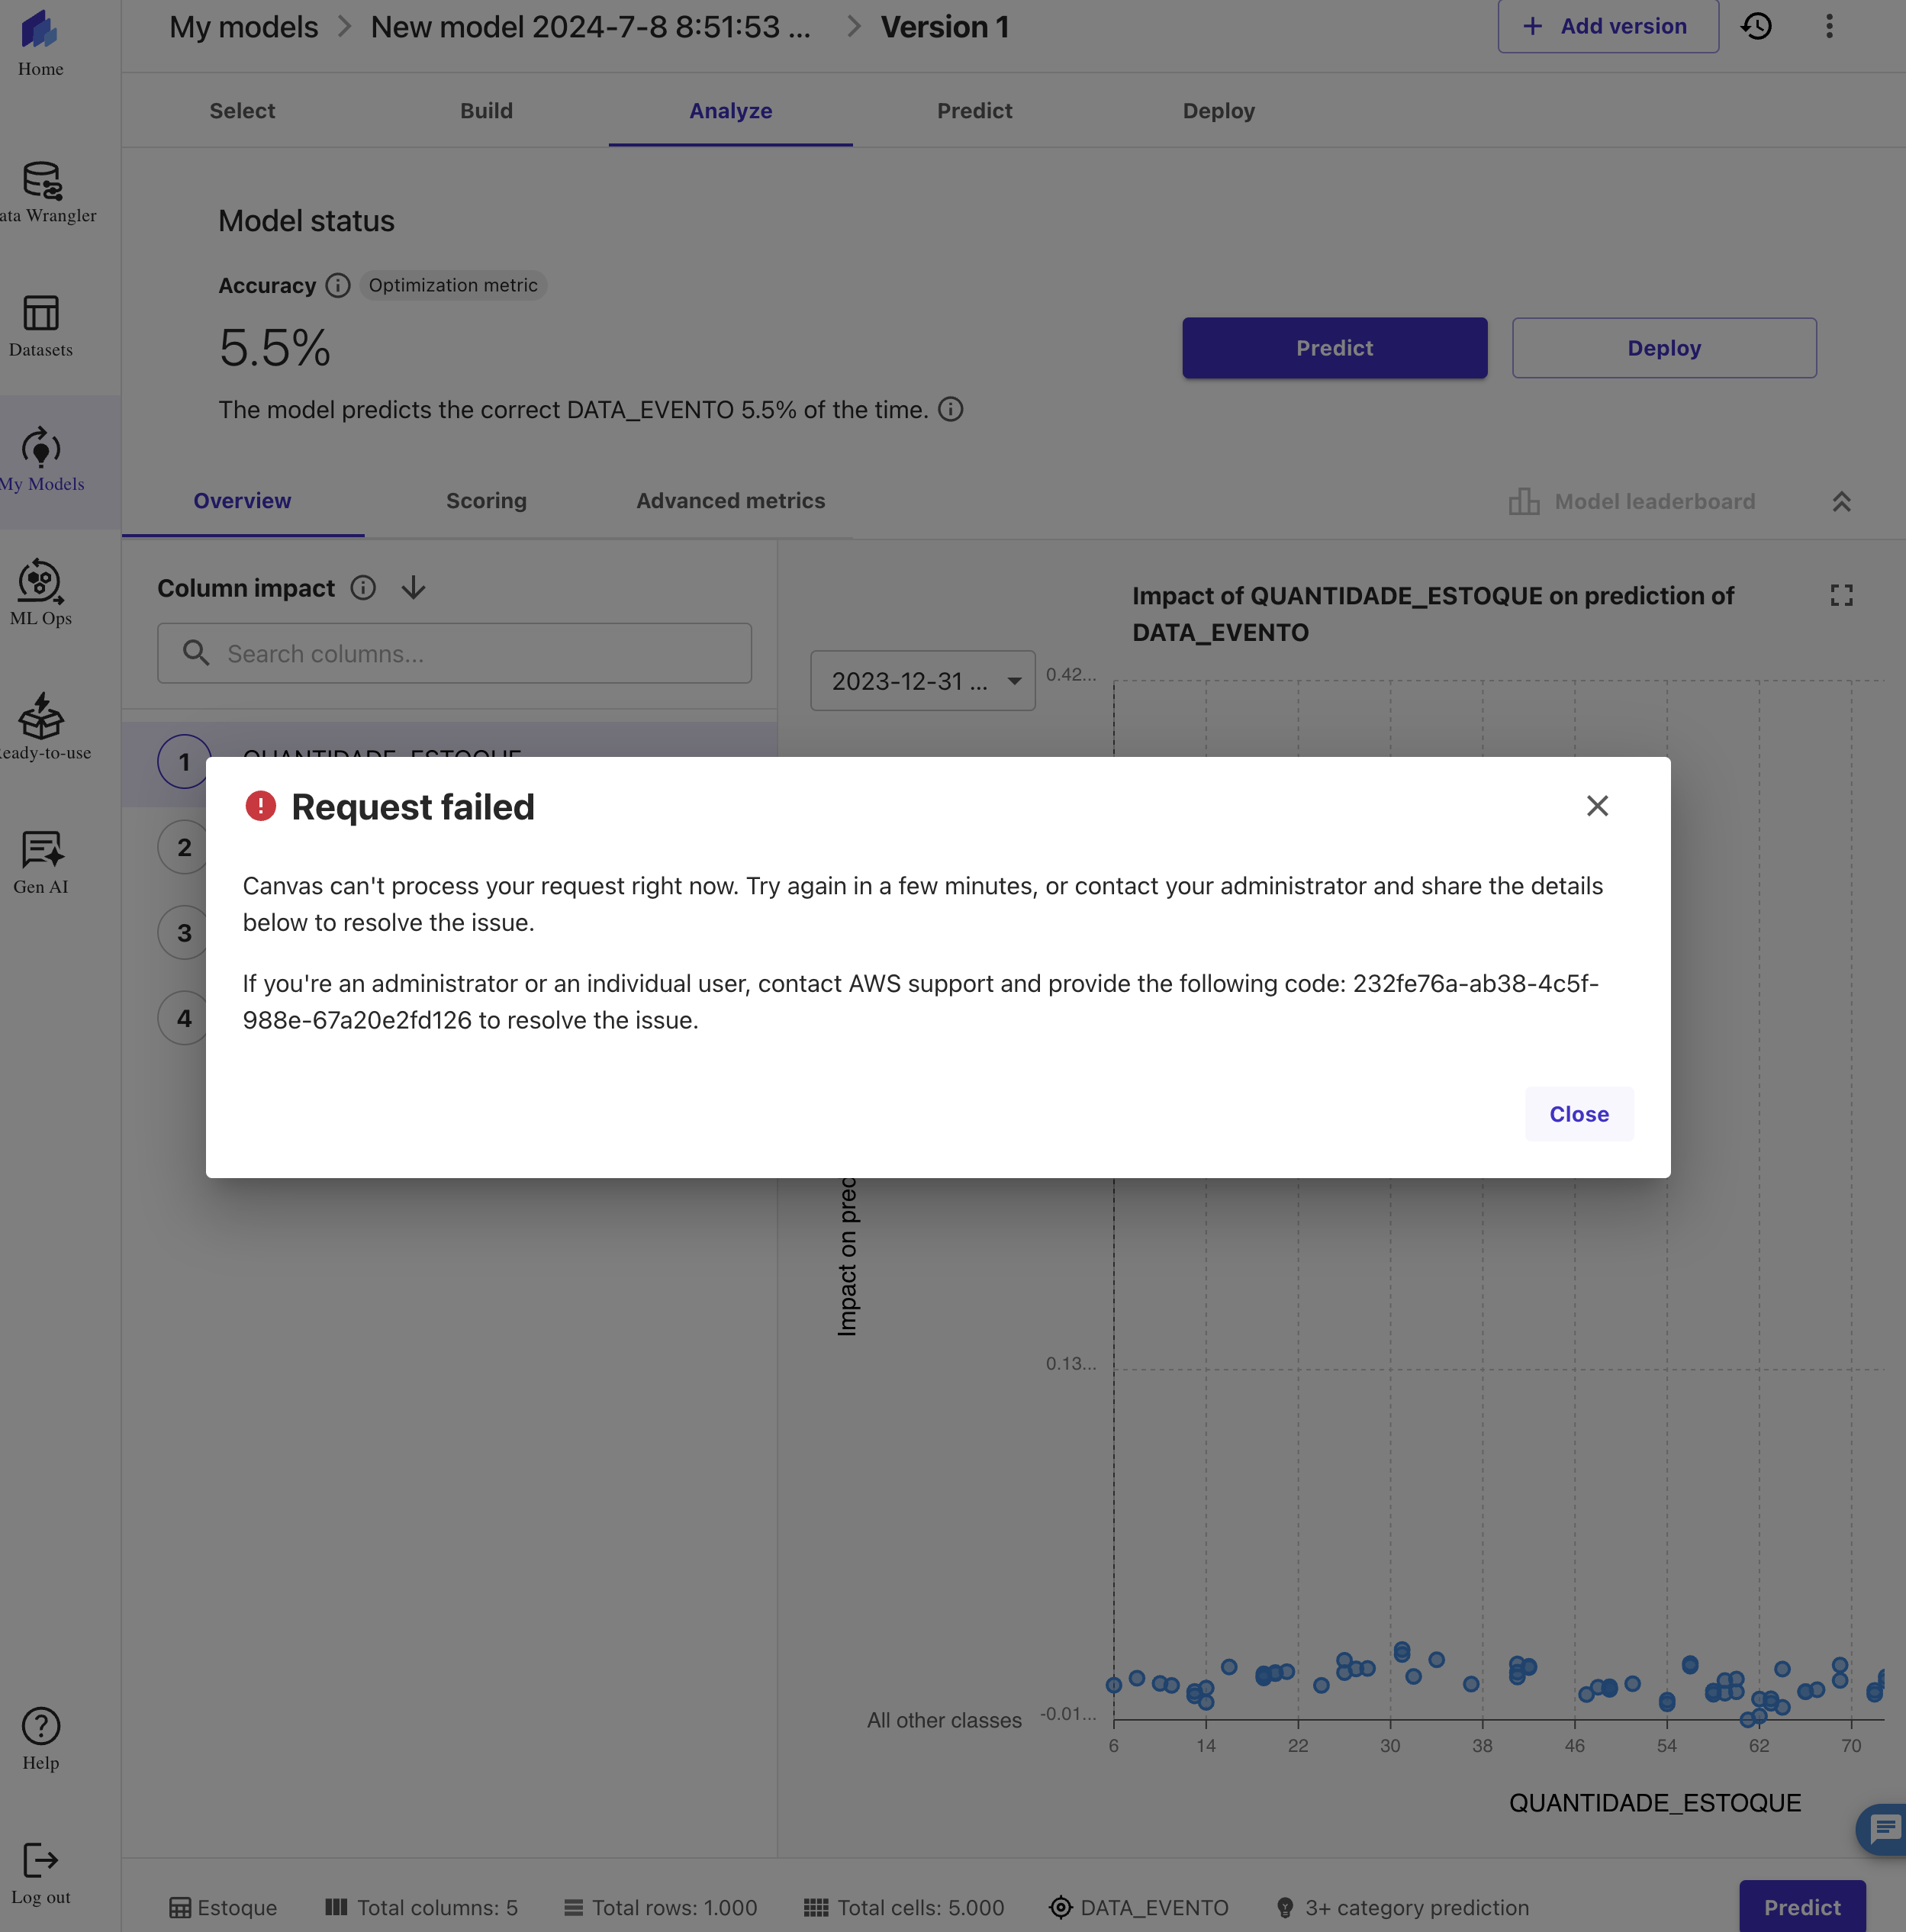 My models > New model 2024-7-8 8:51:53 ... > Version 1
+ Add version
Home
ata Wrangler
Datasets
My Models
ML Ops
Ready-to-use
Gen AI
Help
Log out
Select Build Analyze Predict Deploy
Model status
Accuracy Optimization metric
5.5%
The model predicts the correct DATA_EVENTO 5.5% of the time.
Predict Deploy
Overview Scoring Advanced metrics
Model leaderboard
Column impact
Search columns...
1 QUANTIDADE_ESTOQUE
2
3
4
Impact of QUANTIDADE_ESTOQUE on prediction of
DATA_EVENTO
2023-12-31 ...
0.42...
Request failed
Canvas can't process your request right now. Try again in a few minutes, or contact your administrator and share the details
below to resolve the issue.
If you're an administrator or an individual user, contact AWS support and provide the following code: 232fe76a-ab38-4c5f-
988e-67a20e2fd126 to resolve the issue.
Close
Impact on prec
0.13...
All other classes
-0.01...
6 14 22 30 38 46 54 62 70
QUANTIDADE_ESTOQUE
Estoque Total columns: 5 Total rows: 1.000 Total cells: 5.000 DATA_EVENTO 3+ category prediction
Predict